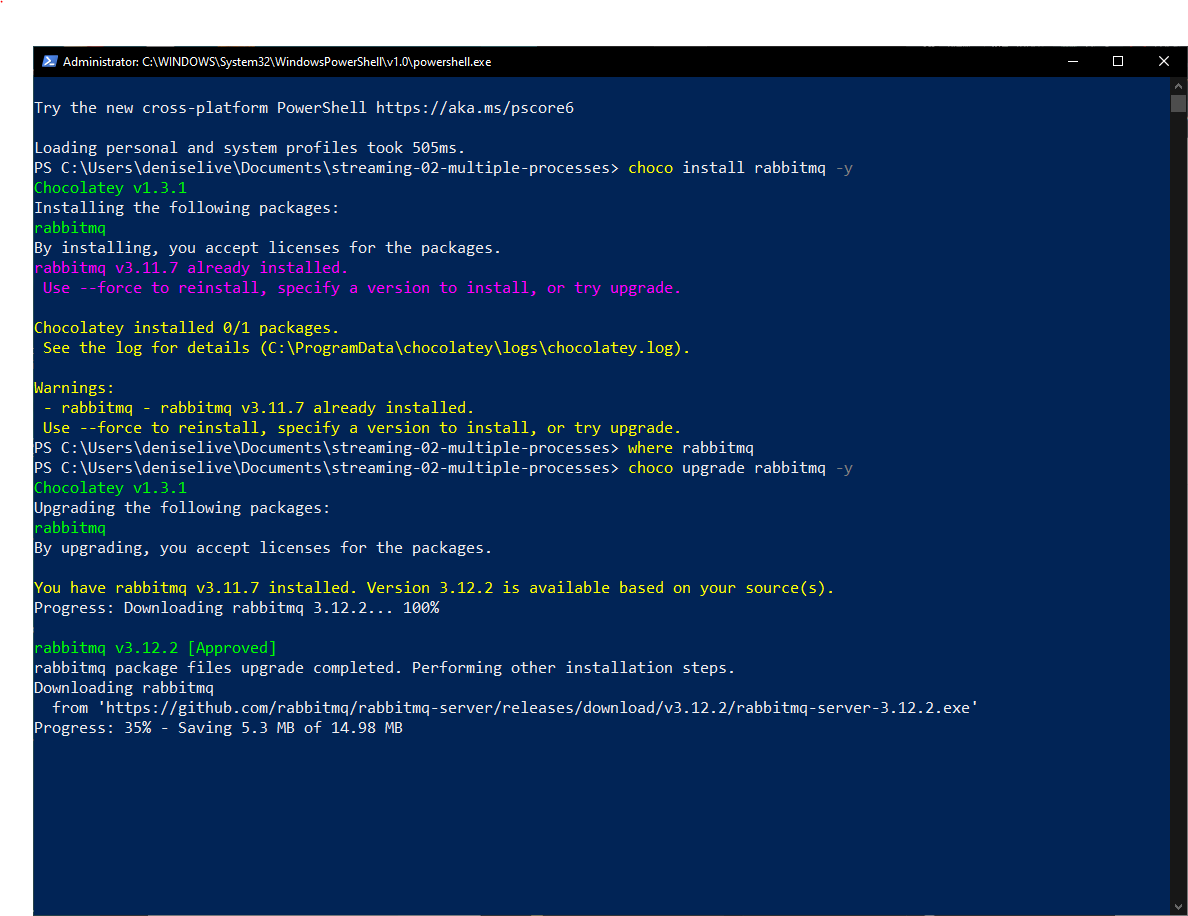 Administrator: C:\WINDOWS\System32\WindowsPowerShell\v1.0\powershell.exe
Try the new cross-platform PowerShell https://aka.ms/pscore6
Loading personal and system profiles took 505ms.
PS C:\Users\deniselive\Documents\streaming-02-multiple-processes> choco install rabbitmq -y
Chocolatey v1.3.1
Installing the following packages:
rabbitmq
By installing, you accept licenses for the packages.
rabbitmq v3.11.7 already installed.
 Use --force to reinstall, specify a version to install, or try upgrade.
Chocolatey installed 0/1 packages.
 See the log for details (C:\ProgramData\chocolatey\logs\chocolatey.log).
Warnings:
 - rabbitmq - rabbitmq v3.11.7 already installed.
 Use --force to reinstall, specify a version to install, or try upgrade.
PS C:\Users\deniselive\Documents\streaming-02-multiple-processes> where rabbitmq
PS C:\Users\deniselive\Documents\streaming-02-multiple-processes> choco upgrade rabbitmq -y
Chocolatey v1.3.1
Upgrading the following packages:
rabbitmq
By upgrading, you accept licenses for the packages.
You have rabbitmq v3.11.7 installed. Version 3.12.2 is available based on your source(s).
Progress: Downloading rabbitmq 3.12.2... 100%
rabbitmq v3.12.2 [Approved]
rabbitmq package files upgrade completed. Performing other installation steps.
Downloading rabbitmq
  from 'https://github.com/rabbitmq/rabbitmq-server/releases/download/v3.12.2/rabbitmq-server-3.12.2.exe'
Progress: 35% - Saving 5.3 MB of 14.98 MB